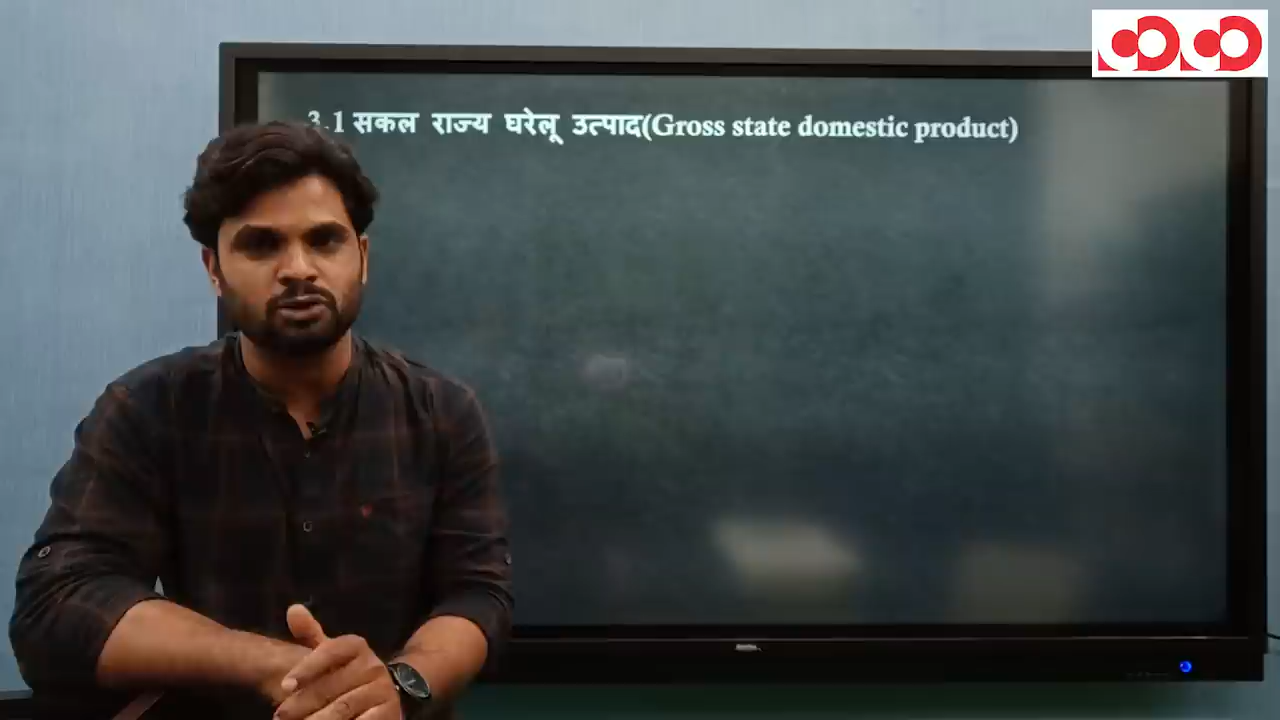 3.1 सकल राज्य घरेलू उत्पाद(Gross state domestic product)